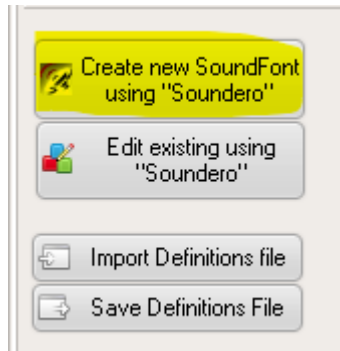 Create new SoundFont
using "Soundero"
Edit existing using
"Soundero"
Import Definitions file
Save Definitions File